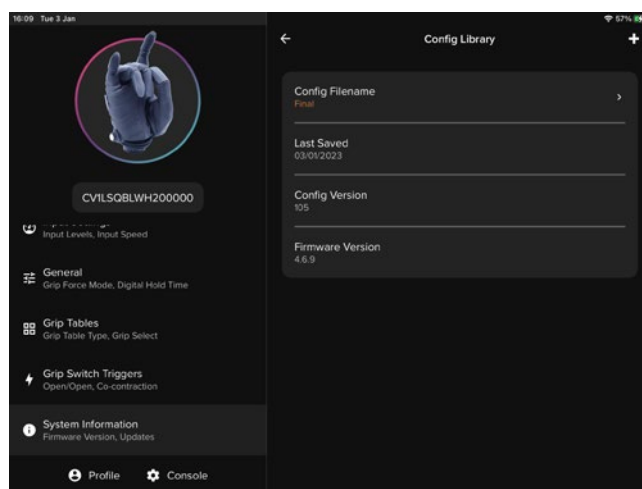 16:09 Tue 3 Jan
57%
Config Library
CV1LSQBLWH200000
Input Levels, Input Speed
General
Grip Force Mode, Digital Hold Time
Grip Tables
Grip Table Type, Grip Select
Grip Switch Triggers
Open/Open, Co-contraction
System Information
Firmware Version, Updates
Profile
Console
Config Filename
Final
Last Saved
03/01/2023
Config Version
105
Firmware Version
4.6.9